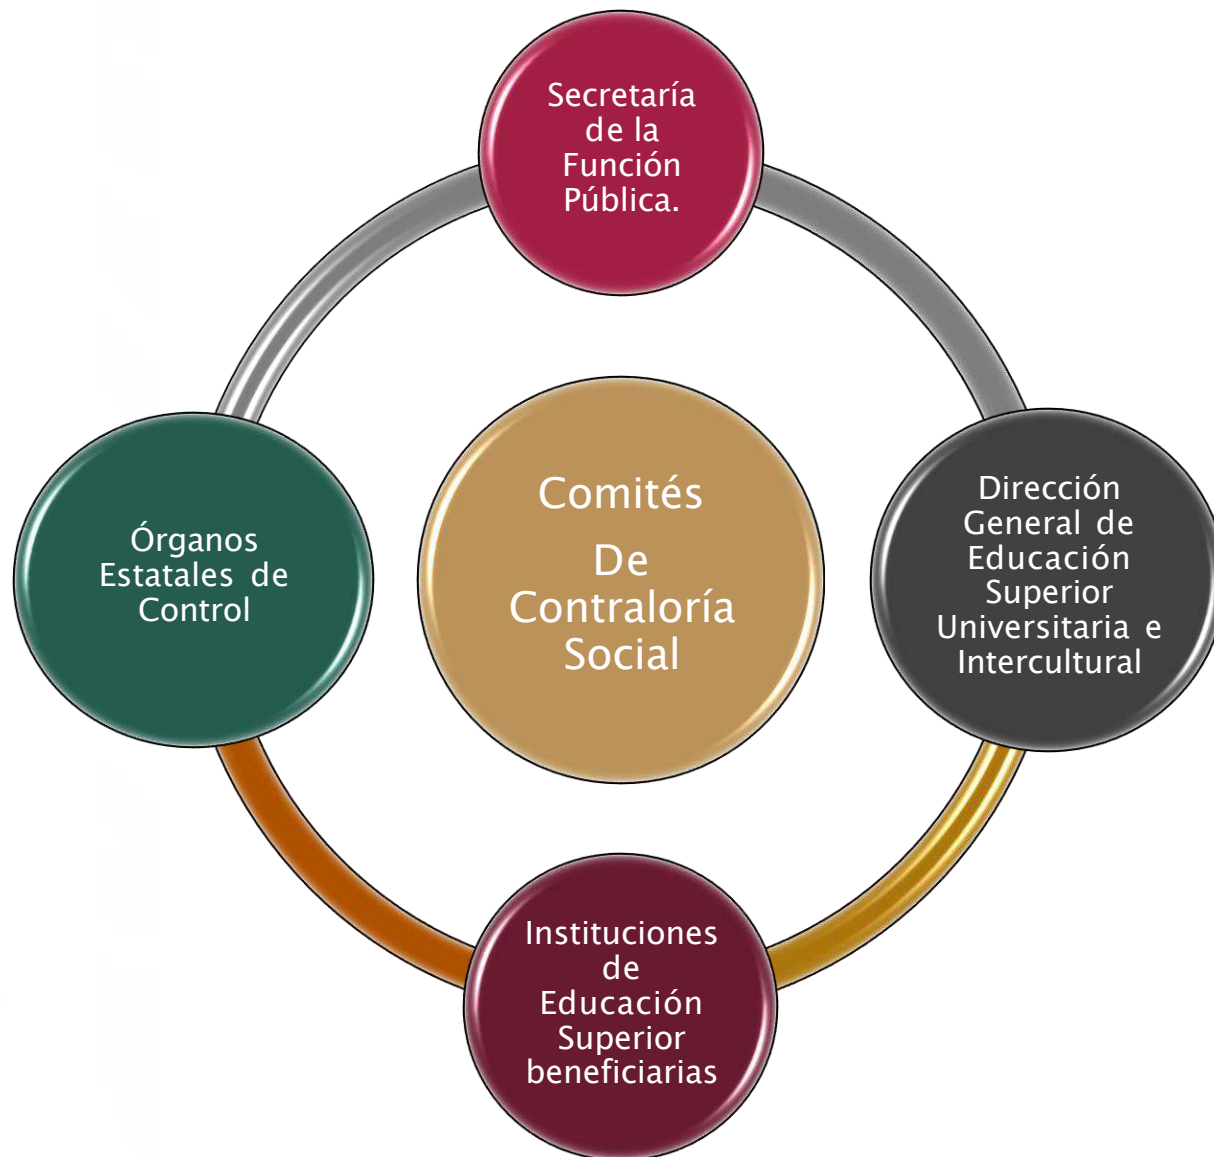 Secretaría
de la
Función
Pública.
Órganos
Estatales de
Control
Comités
De
Contraloría
Social
Dirección
General de
Educación
Superior
Universitaria e
Intercultural
Instituciones
de
Educación
Superior
beneficiarias